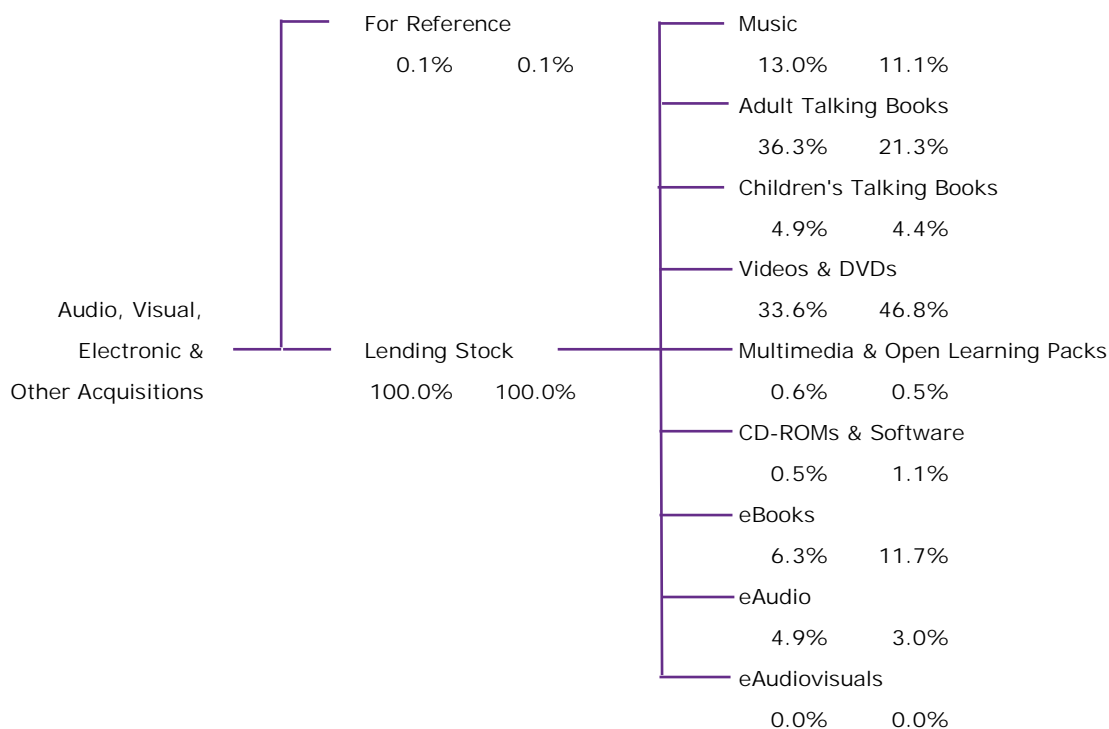 For Reference
0.1% 0.1%
Audio, Visual,
Electronic &
Other Acquisitions
Lending Stock
100.0% 100.0%
Music
13.0% 11.1%
Adult Talking Books
36.3% 21.3%
Children's Talking Books
4.9% 4.4%
Videos & DVDs
33.6% 46.8%
Multimedia & Open Learning Packs
0.6% 0.5%
CD-ROMs & Software
0.5% 1.1%
eBooks
6.3% 11.7%
eAudio
4.9% 3.0%
eAudiovisuals
0.0% 0.0%